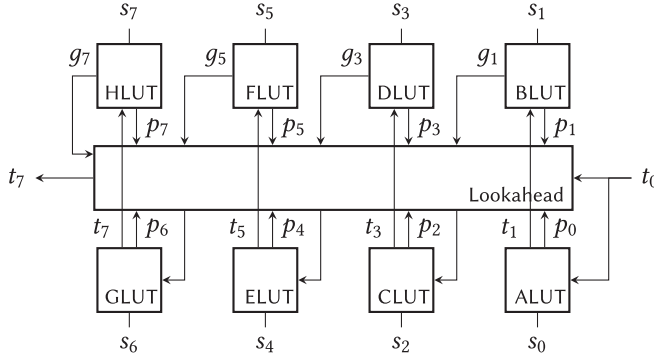 s7 s5 s3 s1
g7 g5 g3 g1
HLUT FLUT DLUT BLUT
p7 p5 p3 p1
t7 t0
Lookahead
t7 p6 t5 p4 t3 p2 t1 p0
GLUT ELUT CLUT ALUT
s6 s4 s2 s0